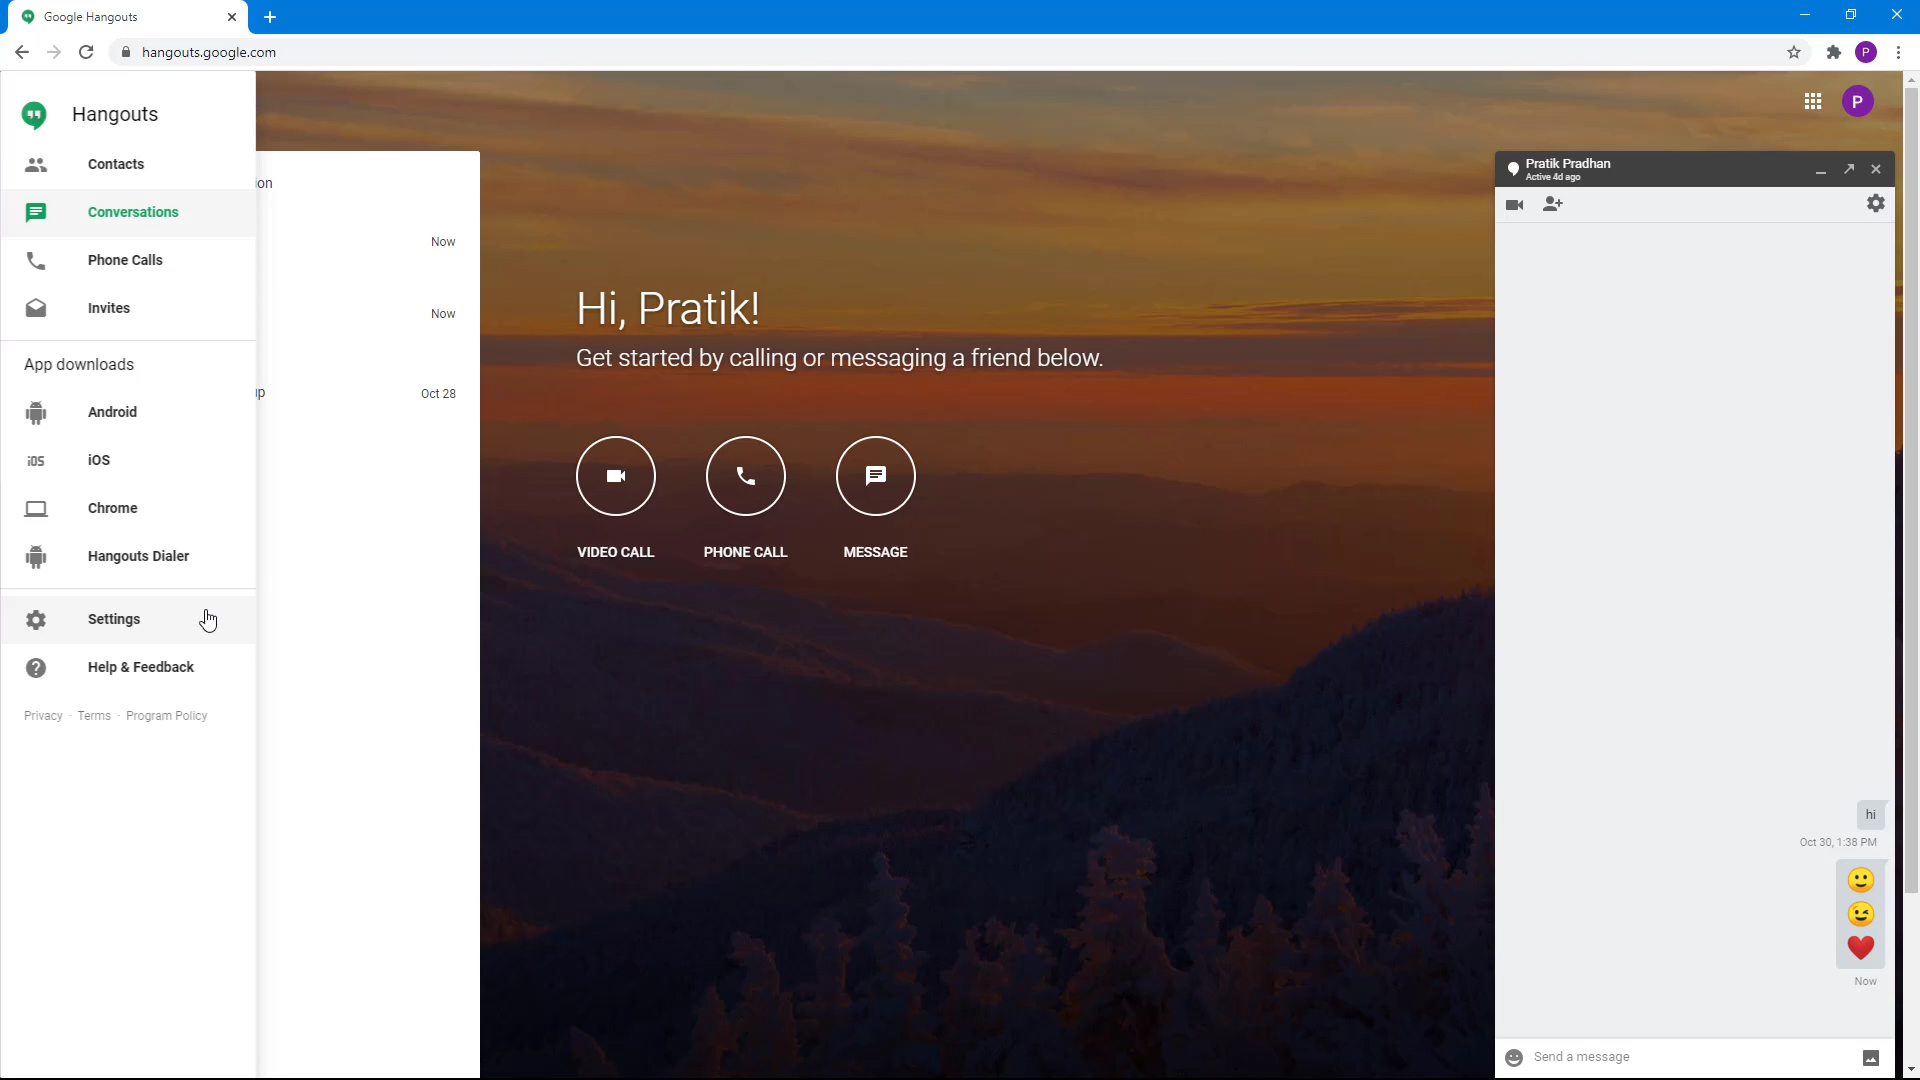 Google Hangouts
hangouts.google.com
P
Hangouts
Contacts
Conversations
Phone Calls
Invites
App downloads
Android
iOS
iOS
Chrome
Hangouts Dialer
Settings
Help & Feedback
Privacy · Terms · Program Policy
ion
Now
Now
up
Oct 28
Hi, Pratik!
Get started by calling or messaging a friend below.
VIDEO CALL
PHONE CALL
MESSAGE
P
Pratik Pradhan
Active 4d ago
hi
Oct 30, 1:38 PM
Now
Send a message